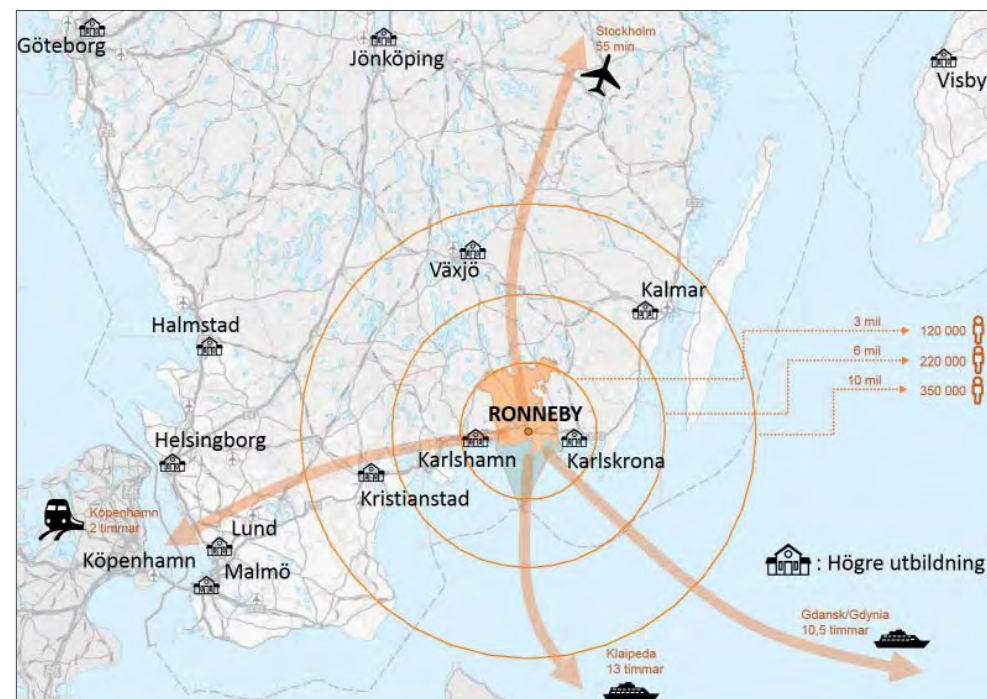 Göteborg
Jönköping
Stockholm
55 min
Visby
Växjö
Kalmar
Halmstad
3 mil
120 000
6 mil
220 000
10 mil
350 000
RONNEBY
Helsingborg
Karlshamn
Karlskrona
Kristianstad
Köpenhamn
2 timmar
Lund
Köpenhamn
Malmö
: Högre utbildning
Gdansk/Gdynia
10,5 timmar
Klaipeda
13 timmar